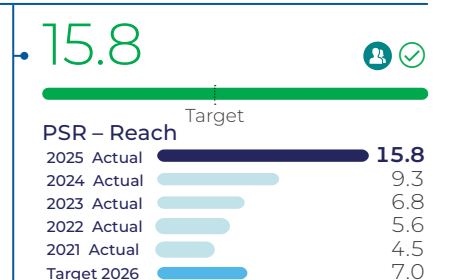 15.8
Target
PSR – Reach
2025 Actual 15.8
2024 Actual 9.3
2023 Actual 6.8
2022 Actual 5.6
2021 Actual 4.5
Target 2026 7.0